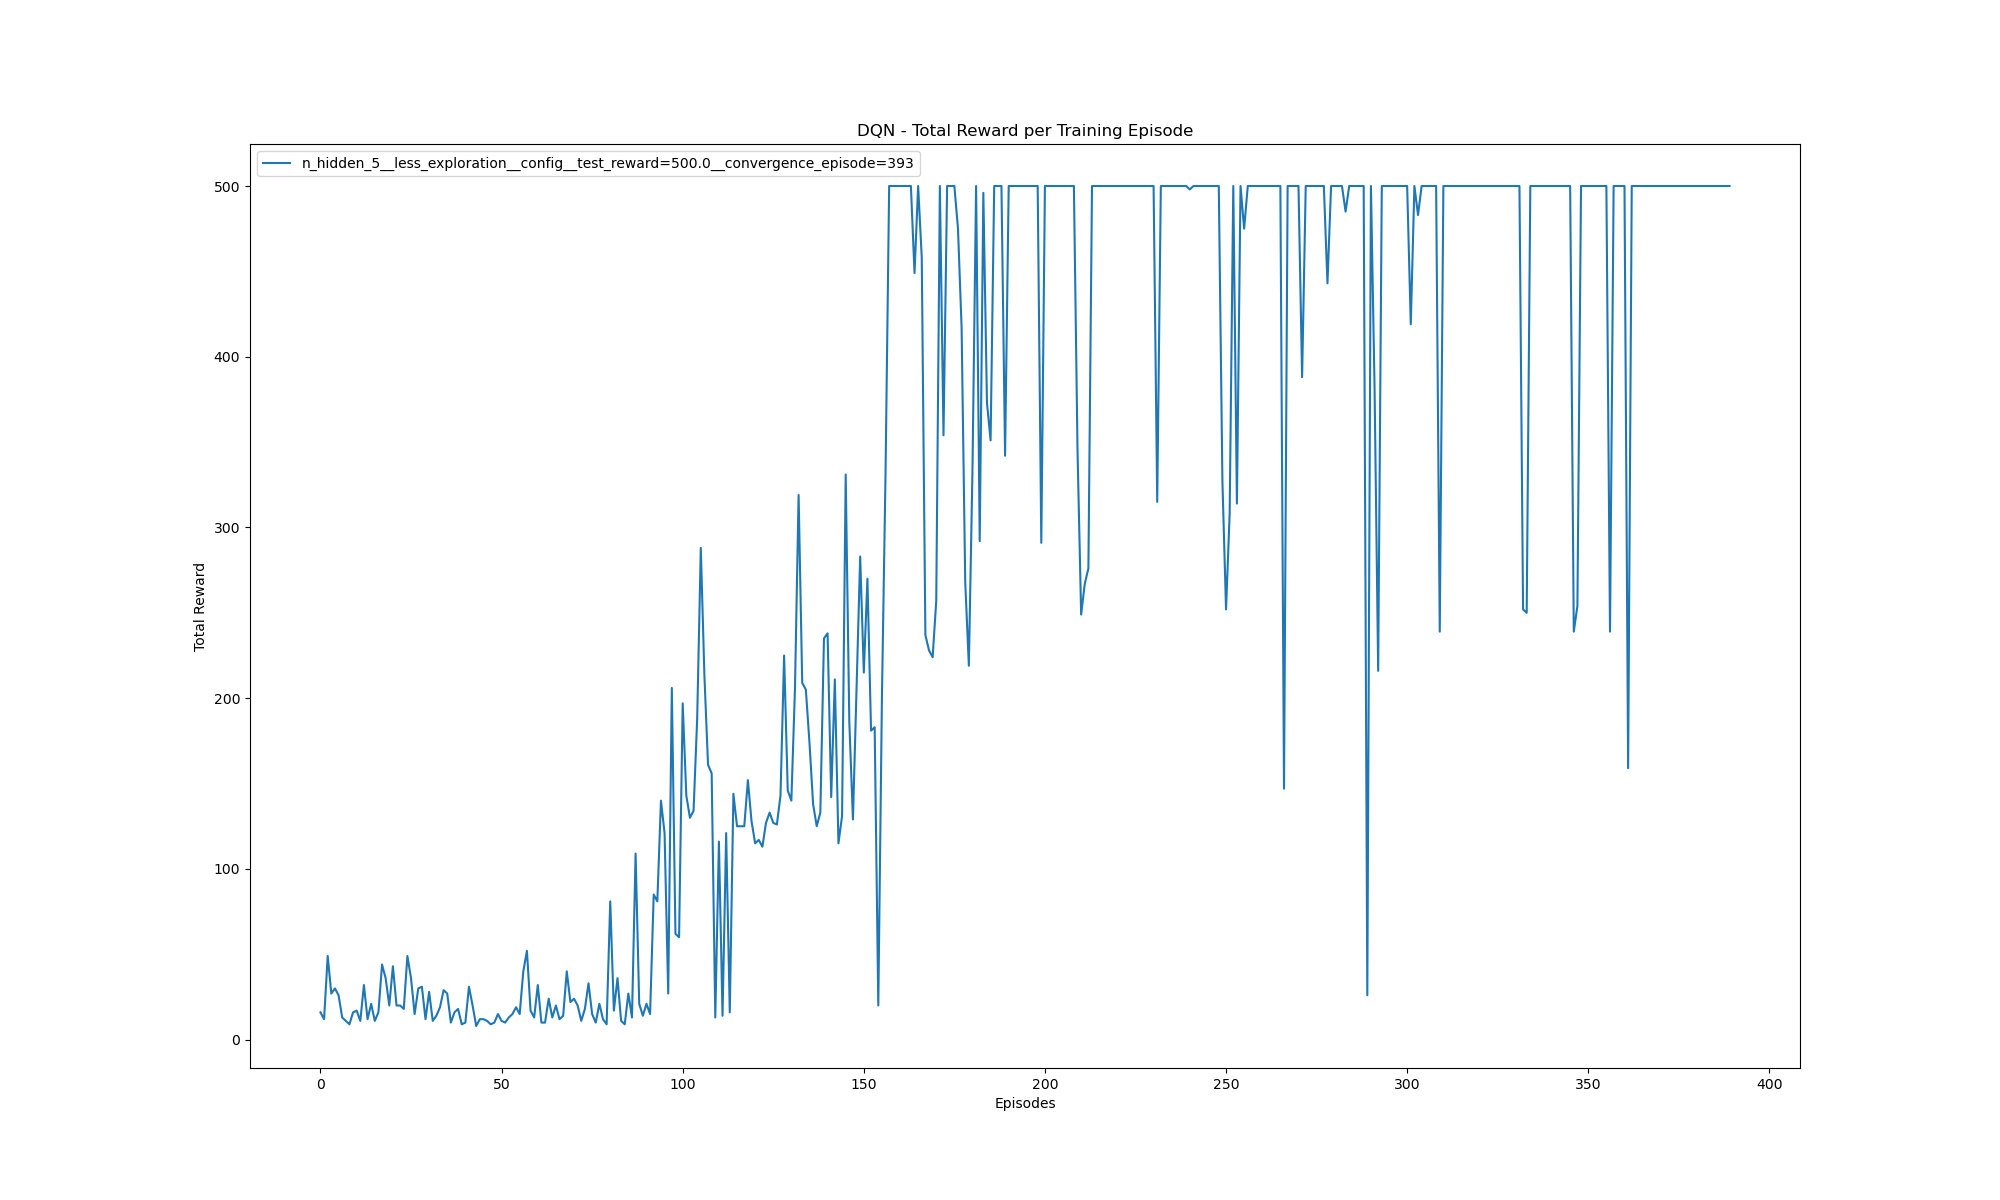 DQN - Total Reward per Training Episode
n_hidden_5__less_exploration__config__test_reward=500.0__convergence_episode=393
500
400
300
200
100
0
Total Reward
0 50 100 150 200 250 300 350 400
Episodes